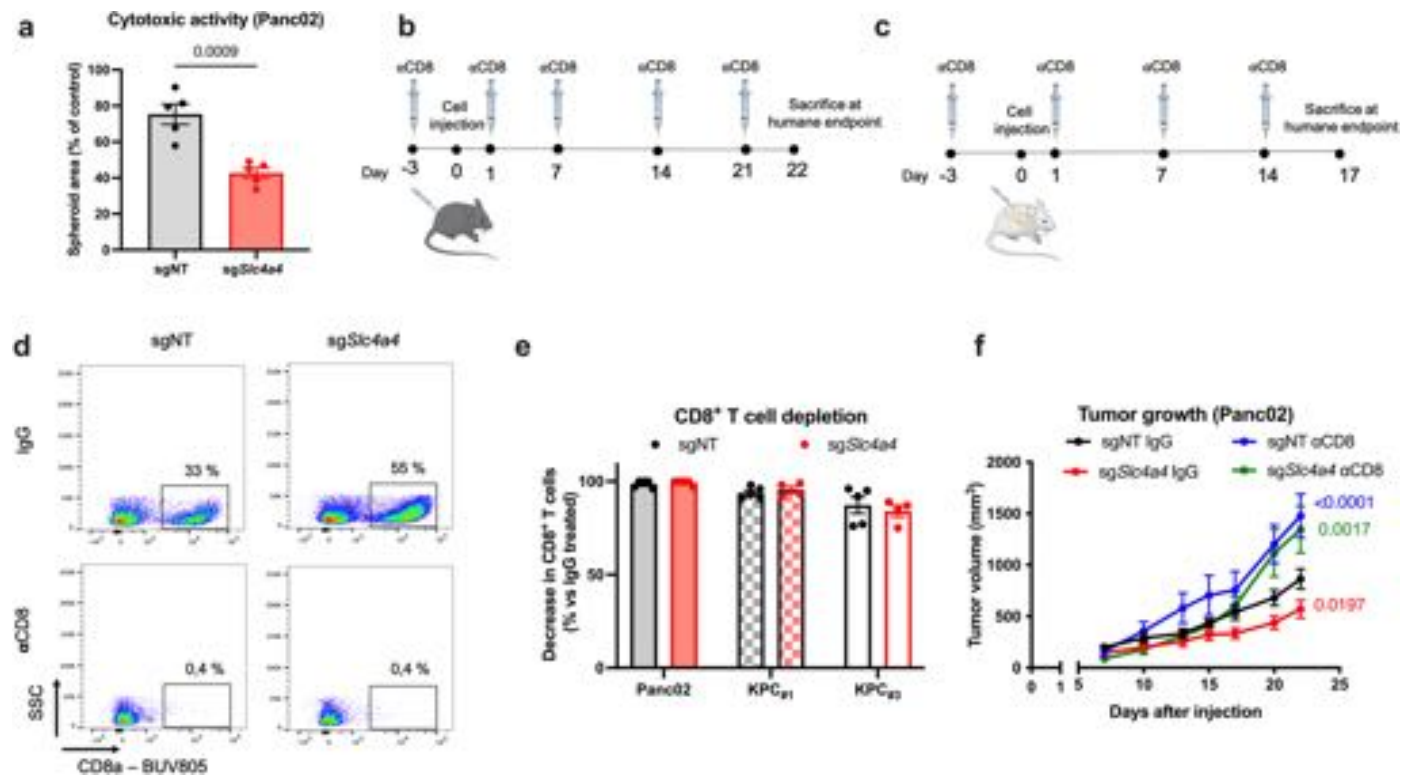 a
Cytotoxic activity (Panc02)
0.0009
Spheroid area (% of control)
100
80
60
40
20
0
sgNT
sgSlc4a4
b
αCD8 αCD8 αCD8 αCD8 αCD8
Cell
injection
Sacrifice at
humane endpoint
Day -3 0 1 7 14 21 22
c
αCD8 αCD8 αCD8 αCD8
Cell
injection
Sacrifice at
humane endpoint
Day -3 0 1 7 14 17
d
sgNT
sgSlc4a4
IgG
33 %
55 %
αCD8
0,4 %
0,4 %
SSC
CD8a – BUV805
e
CD8⁺ T cell depletion
sgNT
sgSlc4a4
Decrease in CD8⁺ T cells
(% vs IgG treated)
100
50
0
Panc02
KPC#1
KPC#3
f
Tumor growth (Panc02)
sgNT IgG
sgNT αCD8
sgSlc4a4 IgG
sgSlc4a4 αCD8
Tumor volume (mm³)
2000
1500
1000
500
0
<0.0001
0.0017
0.0197
0 1 5 10 15 20 25
Days after injection